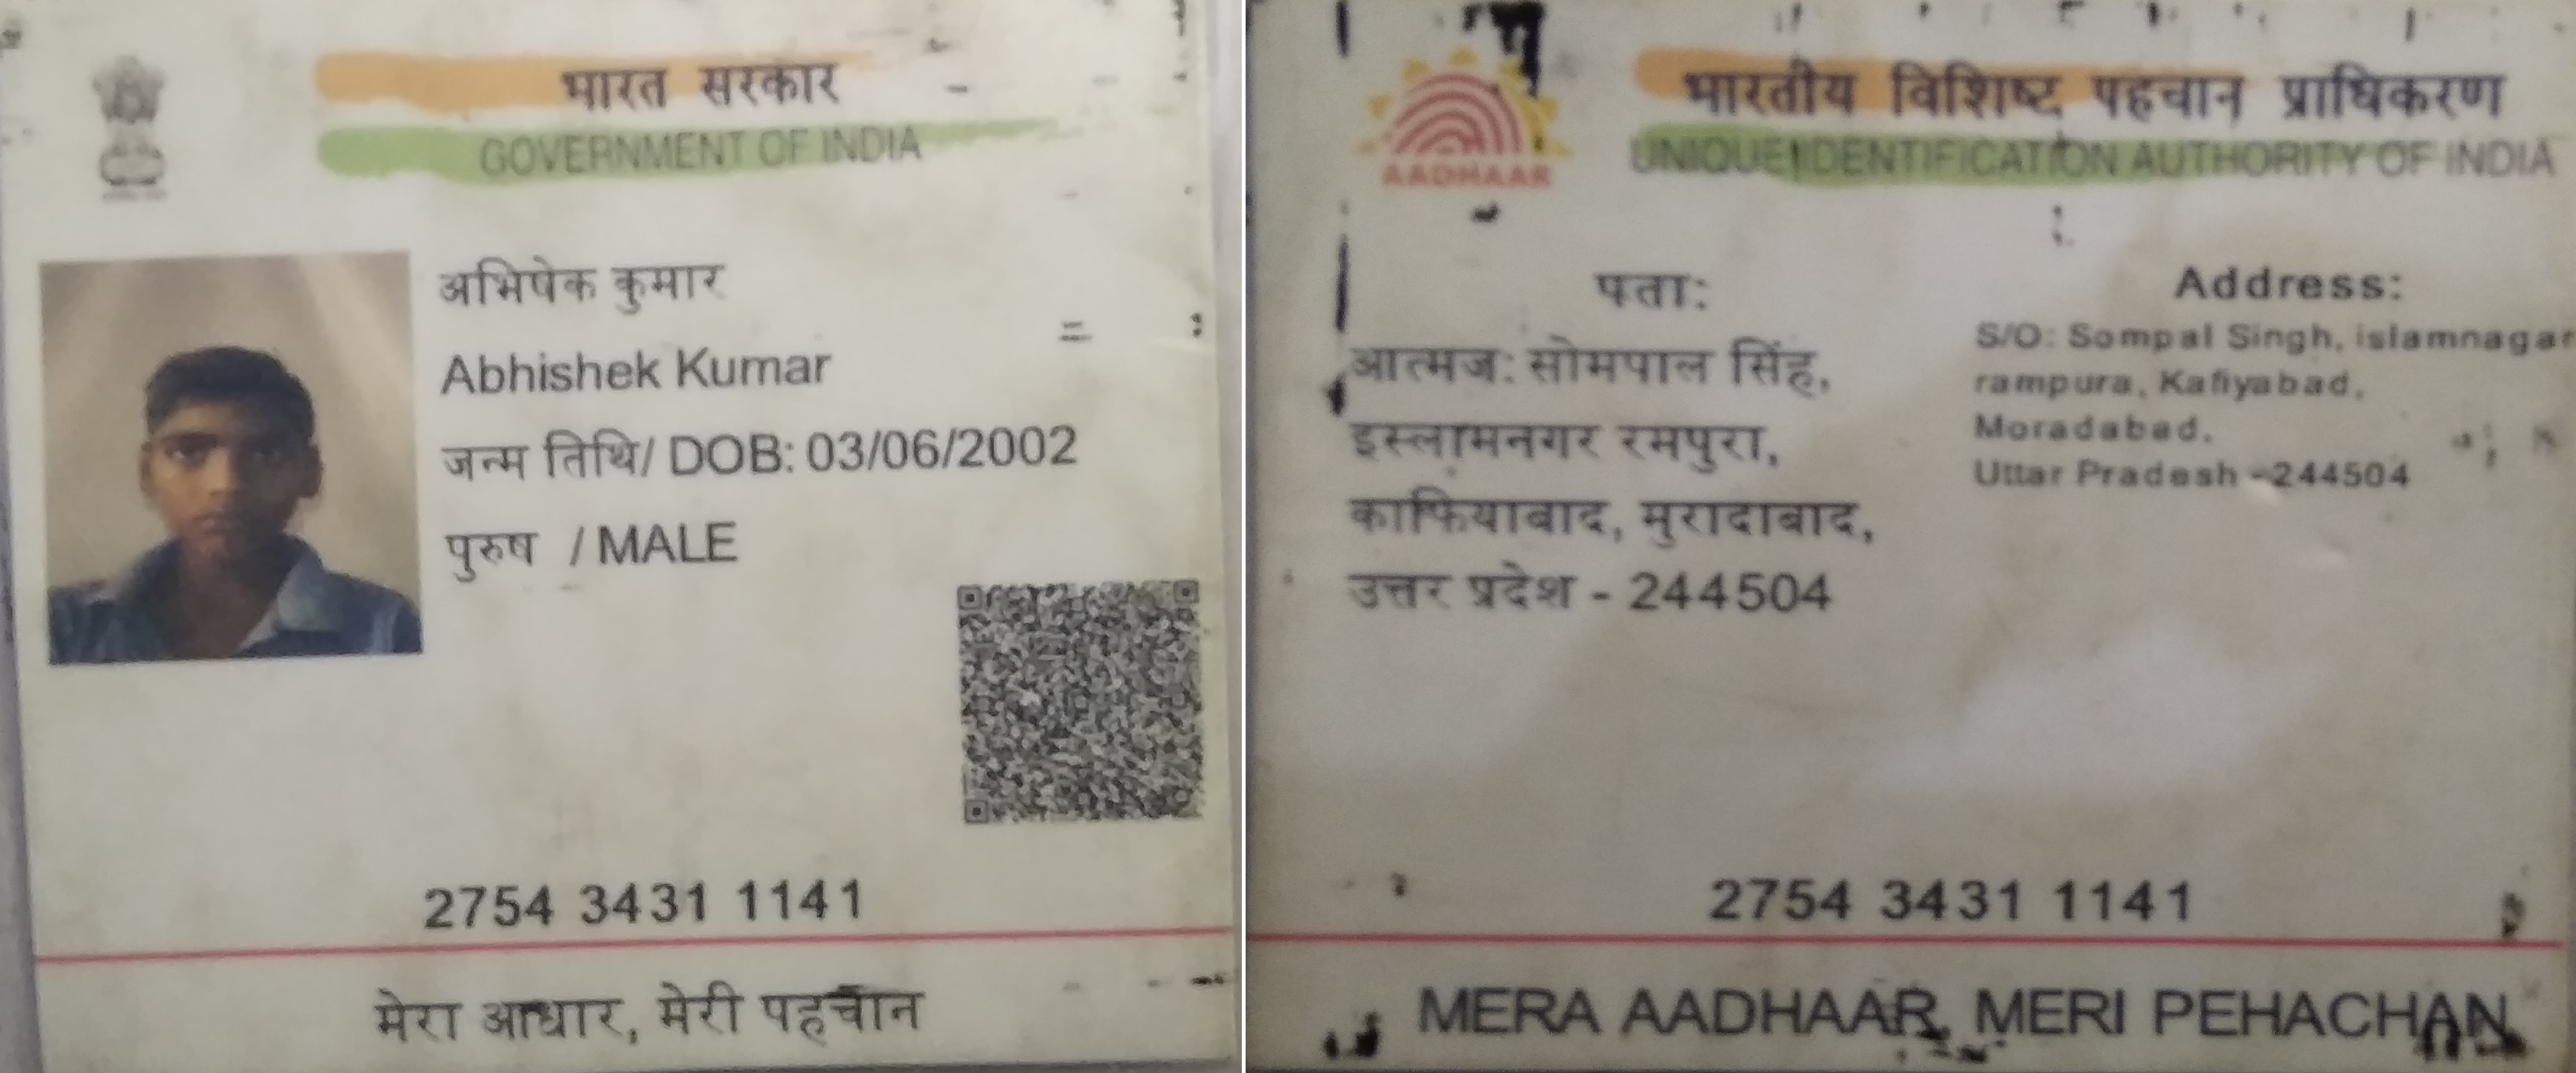 भारत सरकार
GOVERNMENT OF INDIA
अभिषेक कुमार
Abhishek Kumar
जन्म तिथि/ DOB: 03/06/2002
पुरुष / MALE
2754 3431 1141
मेरा आधार, मेरी पहचान
AADHAAR
भारतीय विशिष्ट पहचान प्राधिकरण
UNIQUE IDENTIFICATION AUTHORITY OF INDIA
पता:
आत्मज: सोमपाल सिंह,
इस्लामनगर रमपुरा,
काफियाबाद, मुरादाबाद,
उत्तर प्रदेश - 244504
Address:
S/O: Sompal Singh, islamnagar
rampura, Kafiyabad,
Moradabad,
Uttar Pradesh -244504
2754 3431 1141
MERA AADHAAR, MERI PEHACHAN